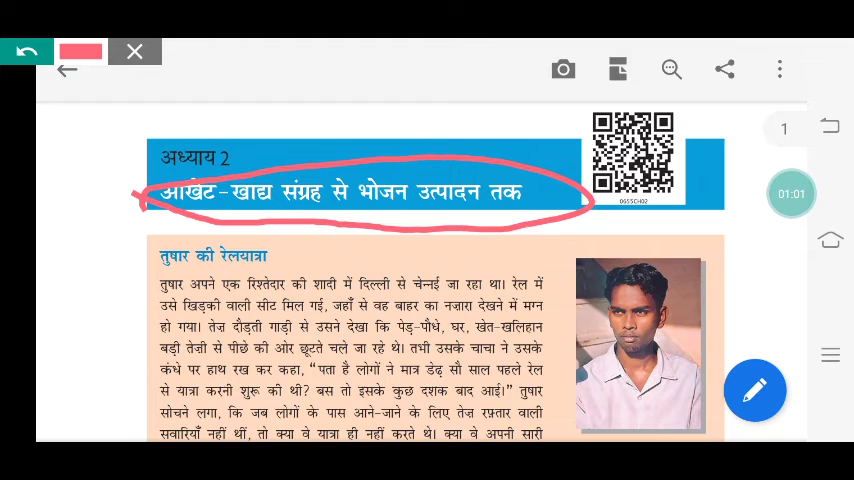 1
अध्याय 2
आखेट-खाद्य संग्रह से भोजन उत्पादन तक
0655CH02
01:01
तुषार की रेलयात्रा
तुषार अपने एक रिश्तेदार की शादी में दिल्ली से चेन्नई जा रहा था। रेल में
उसे खिड़की वाली सीट मिल गई, जहाँ से वह बाहर का नज़ारा देखने में मग्न
हो गया। तेज़ दौड़ती गाड़ी से उसने देखा कि पेड़-पौधे, घर, खेत-खलिहान
बड़ी तेज़ी से पीछे की ओर छूटते चले जा रहे थे। तभी उसके चाचा ने उसके
कंधे पर हाथ रख कर कहा, “पता है लोगों ने मात्र डेढ़ सौ साल पहले रेल
से यात्रा करनी शुरू की थी? बस तो इसके कुछ दशक बाद आई।” तुषार
सोचने लगा, कि जब लोगों के पास आने-जाने के लिए तेज़ रफ़्तार वाली
सवारियाँ नहीं थीं, तो क्या वे यात्रा ही नहीं करते थे। क्या वे अपनी सारी